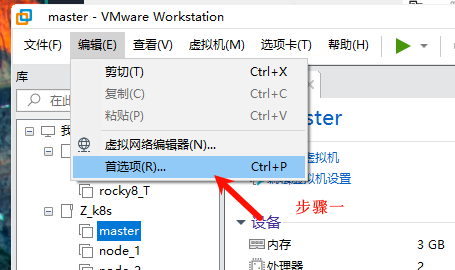 master - VMware Workstation
文件(F) 编辑(E) 查看(V) 虚拟机(M) 选项卡(T) 帮助(H)
库
剪切(T) Ctrl+X
复制(C) Ctrl+C
粘贴(P) Ctrl+V
虚拟网络编辑器(N)...
首选项(R)... Ctrl+P
在此
rocky8_T
Z_k8s
master
node_1
node_2
虚拟机
虚拟机设置
步骤一
设备
内存 3 GB
处理器 2